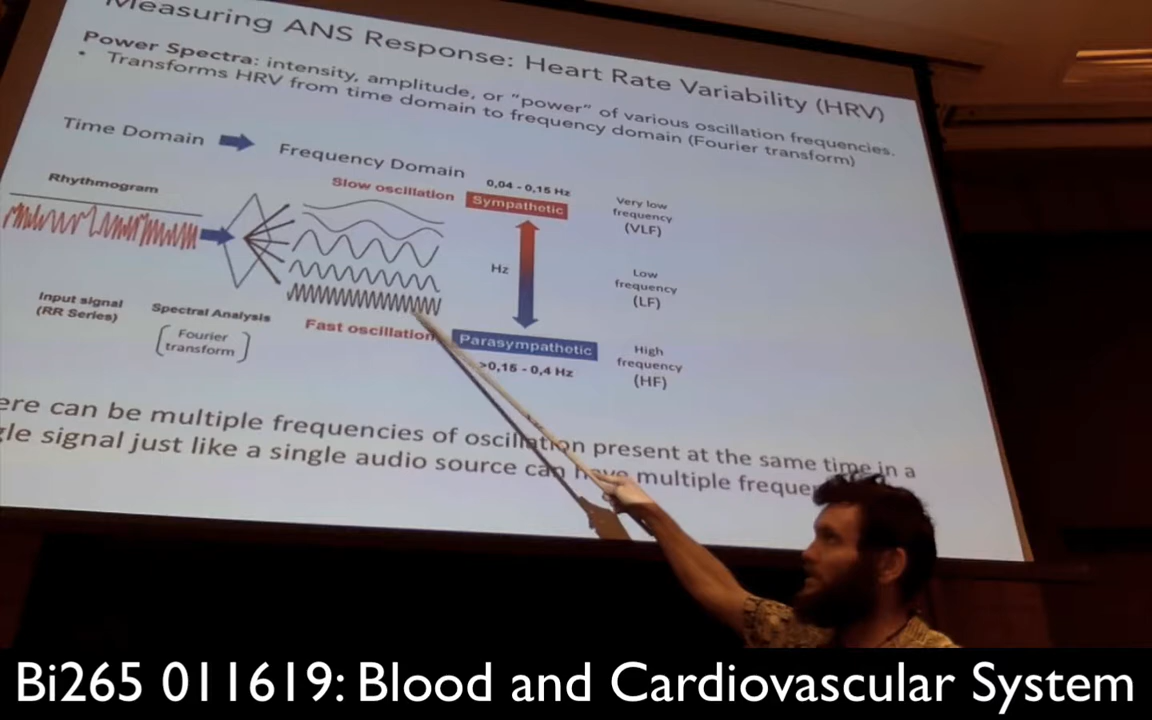 Measuring ANS Response: Heart Rate Variability (HRV)
Power Spectra: intensity, amplitude, or “power” of various oscillation frequencies.
• Transforms HRV from time domain to frequency domain (Fourier transform)
Time Domain
Frequency Domain
Rhythmogram
Slow oscillation
0,04 - 0,15 Hz
Sympathetic
Very low
frequency
(VLF)
Hz
Low
frequency
(LF)
Input signal
(RR Series)
Spectral Analysis
Fourier
transform
Fast oscillation
Parasympathetic
>0,15 - 0,4 Hz
High
frequency
(HF)
ere can be multiple frequencies of oscillation present at the same time in a
gle signal just like a single audio source can have multiple freque
Bi265 011619: Blood and Cardiovascular System